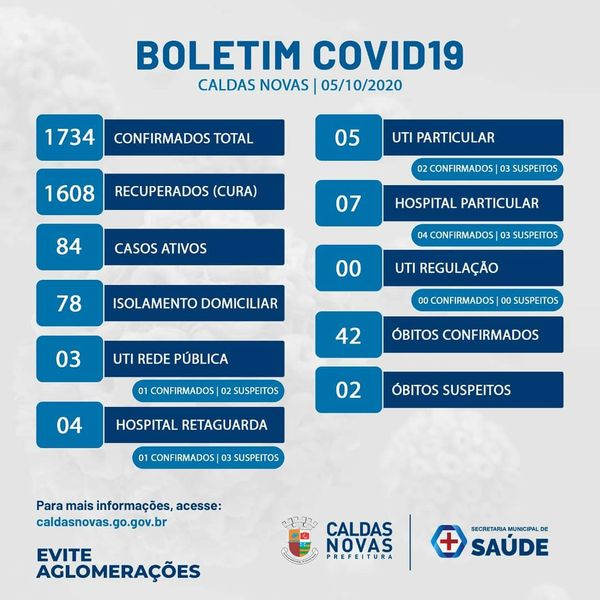 BOLETIM COVID19
CALDAS NOVAS | 05/10/2020
1734 CONFIRMADOS TOTAL
1608 RECUPERADOS (CURA)
84 CASOS ATIVOS
78 ISOLAMENTO DOMICILIAR
03 UTI REDE PÚBLICA
01 CONFIRMADOS | 02 SUSPEITOS
04 HOSPITAL RETAGUARDA
01 CONFIRMADOS | 03 SUSPEITOS
05 UTI PARTICULAR
02 CONFIRMADOS | 03 SUSPEITOS
07 HOSPITAL PARTICULAR
04 CONFIRMADOS | 03 SUSPEITOS
00 UTI REGULAÇÃO
00 CONFIRMADOS | 00 SUSPEITOS
42 ÓBITOS CONFIRMADOS
02 ÓBITOS SUSPEITOS
Para mais informações, acesse:
caldasnovas.go.gov.br
EVITE
AGLOMERAÇÕES
CALDAS
NOVAS
PREFEITURA
SECRETARIA MUNICIPAL DE
SAÚDE